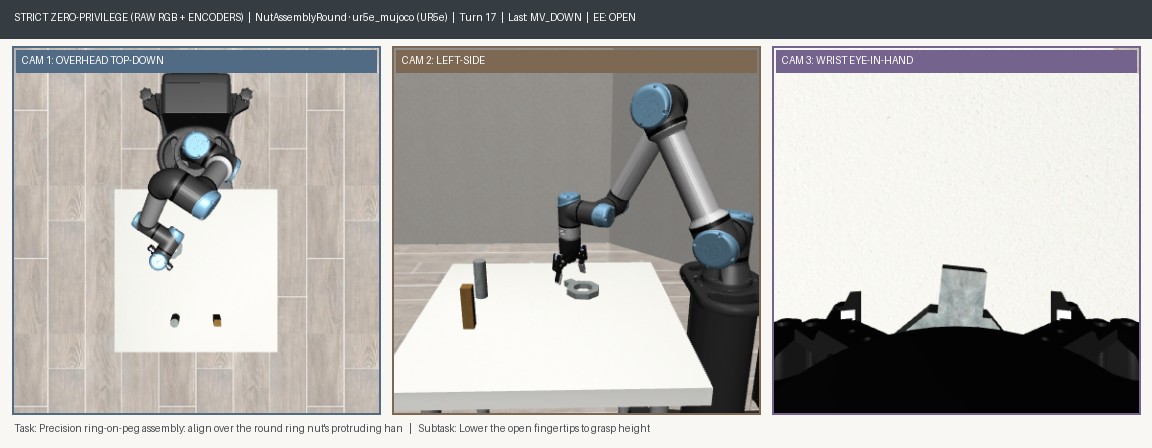 STRICT ZERO-PRIVILEGE (RAW RGB + ENCODERS) | NutAssemblyRound · ur5e_mujoco (UR5e) | Turn 17 | Last: MV_DOWN | EE: OPEN
CAM 1: OVERHEAD TOP-DOWN
CAM 2: LEFT-SIDE
CAM 3: WRIST EYE-IN-HAND
Task: Precision ring-on-peg assembly: align over the round ring nut's protruding han | Subtask: Lower the open fingertips to grasp height